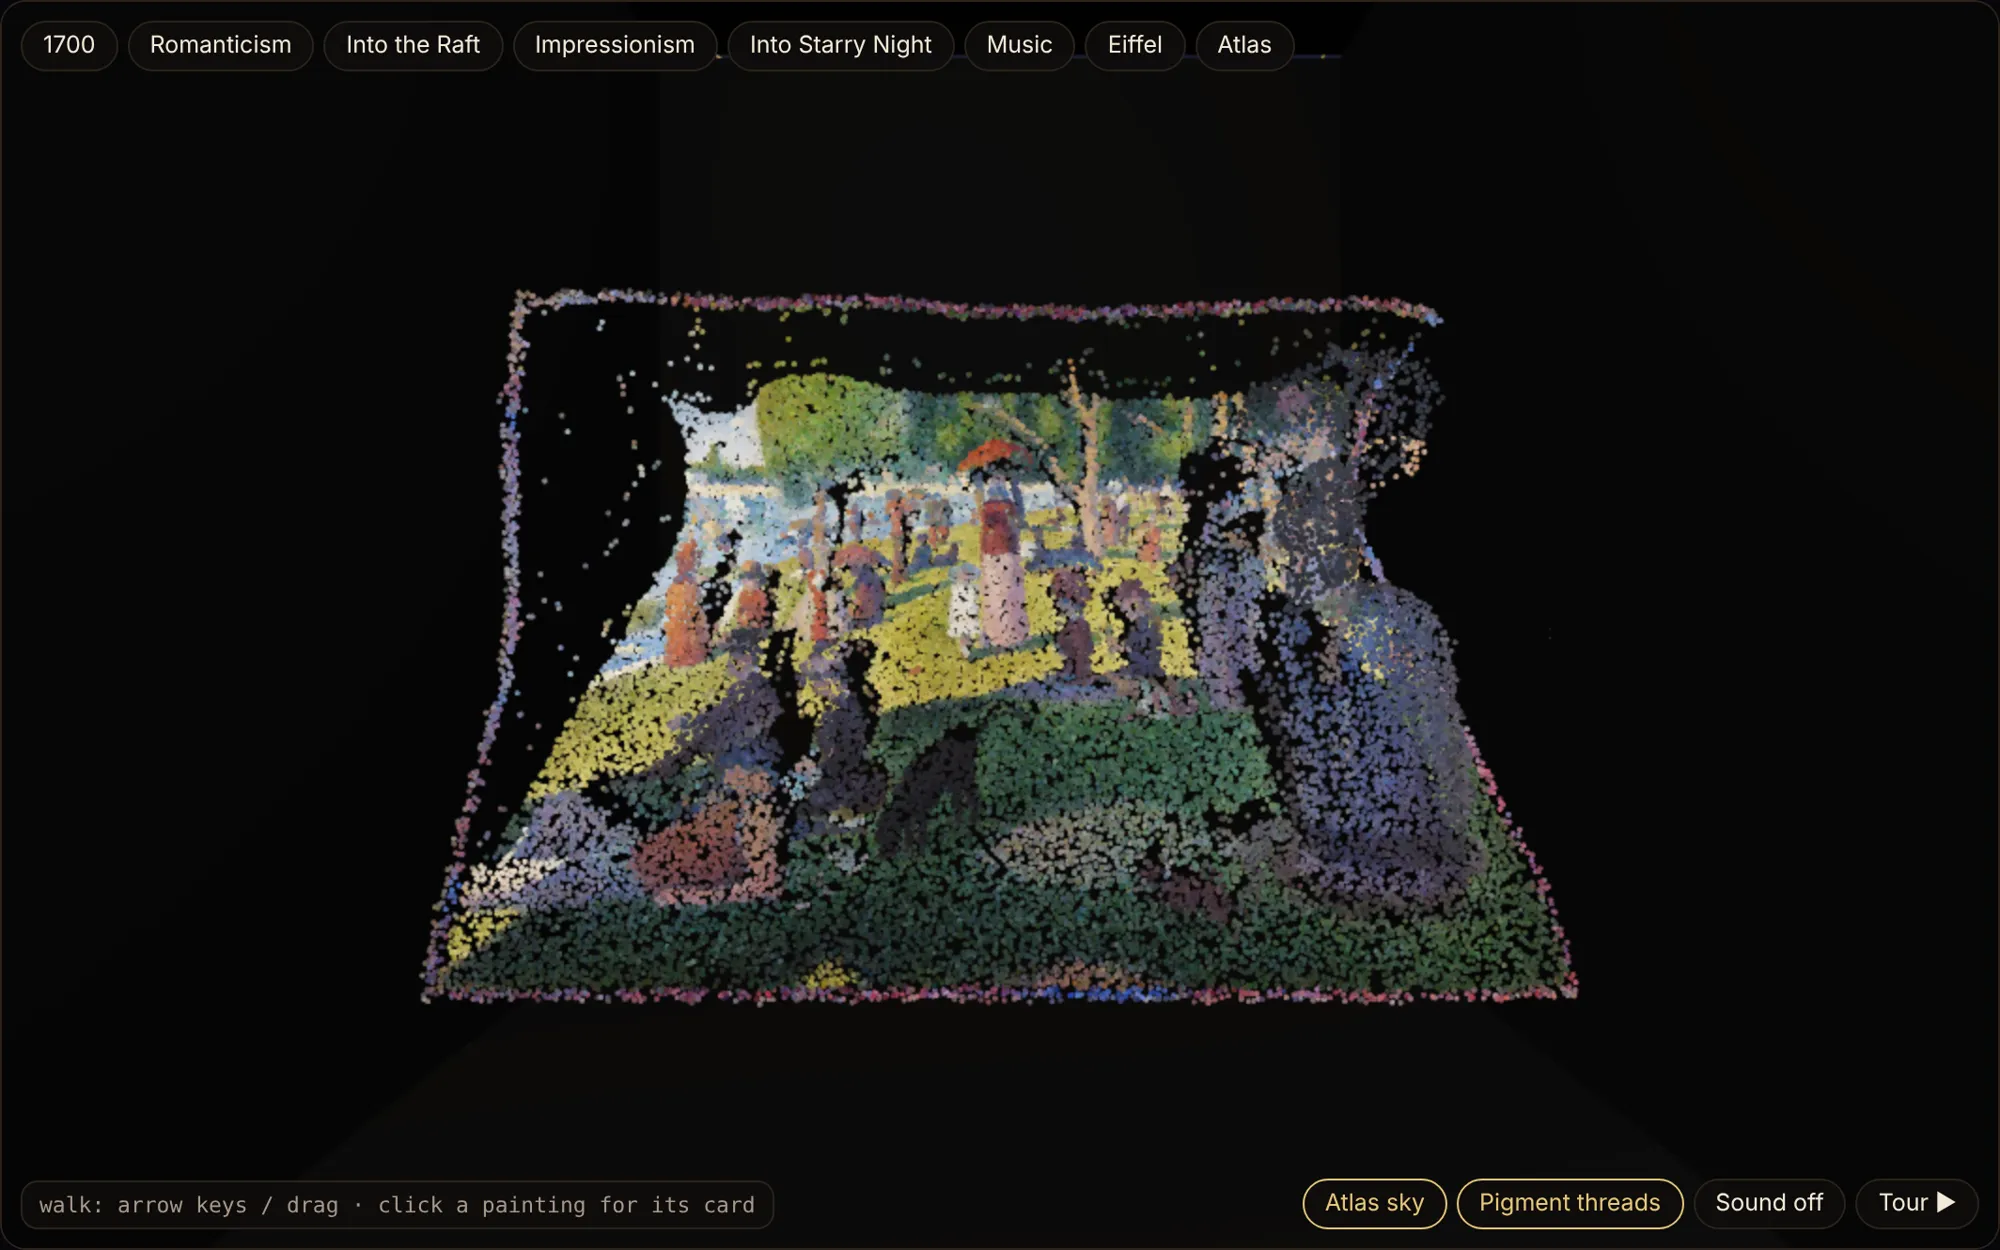 1700 Romanticism Into the Raft Impressionism Into Starry Night Music Eiffel Atlas
walk: arrow keys / drag · click a painting for its card Atlas sky Pigment threads Sound off Tour ▶